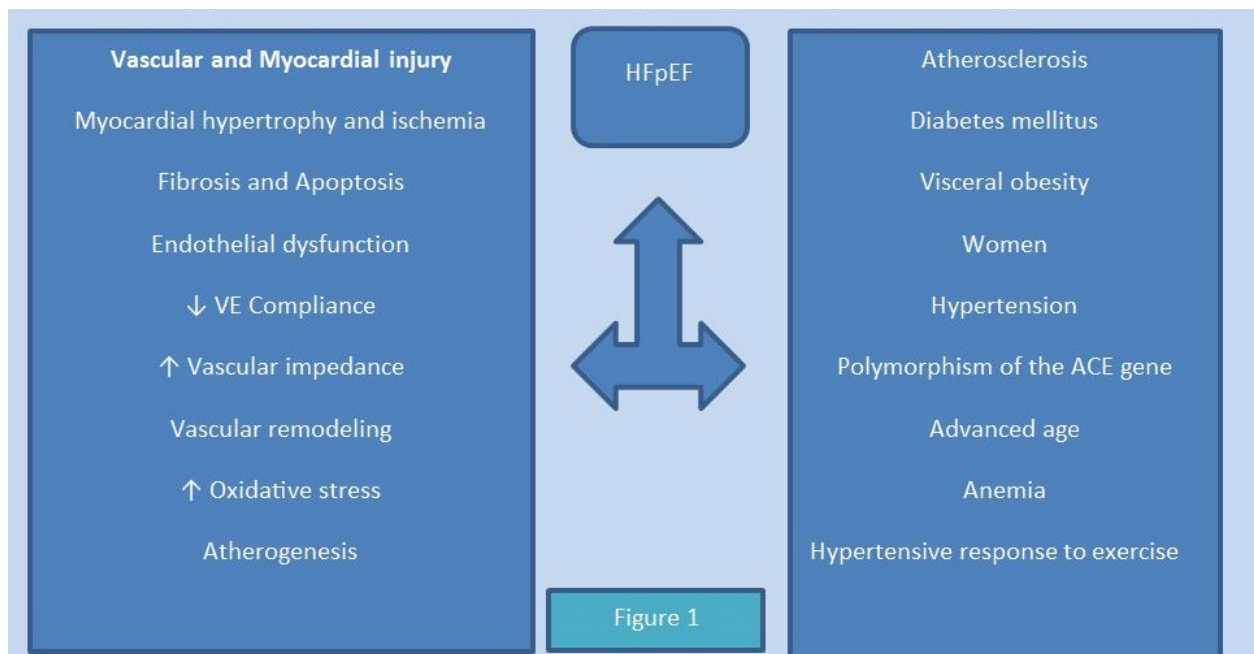 Vascular and Myocardial injury
Myocardial hypertrophy and ischemia
Fibrosis and Apoptosis
Endothelial dysfunction
↓ VE Compliance
↑ Vascular impedance
Vascular remodeling
↑ Oxidative stress
Atherogenesis
HFpEF
Figure 1
Atherosclerosis
Diabetes mellitus
Visceral obesity
Women
Hypertension
Polymorphism of the ACE gene
Advanced age
Anemia
Hypertensive response to exercise